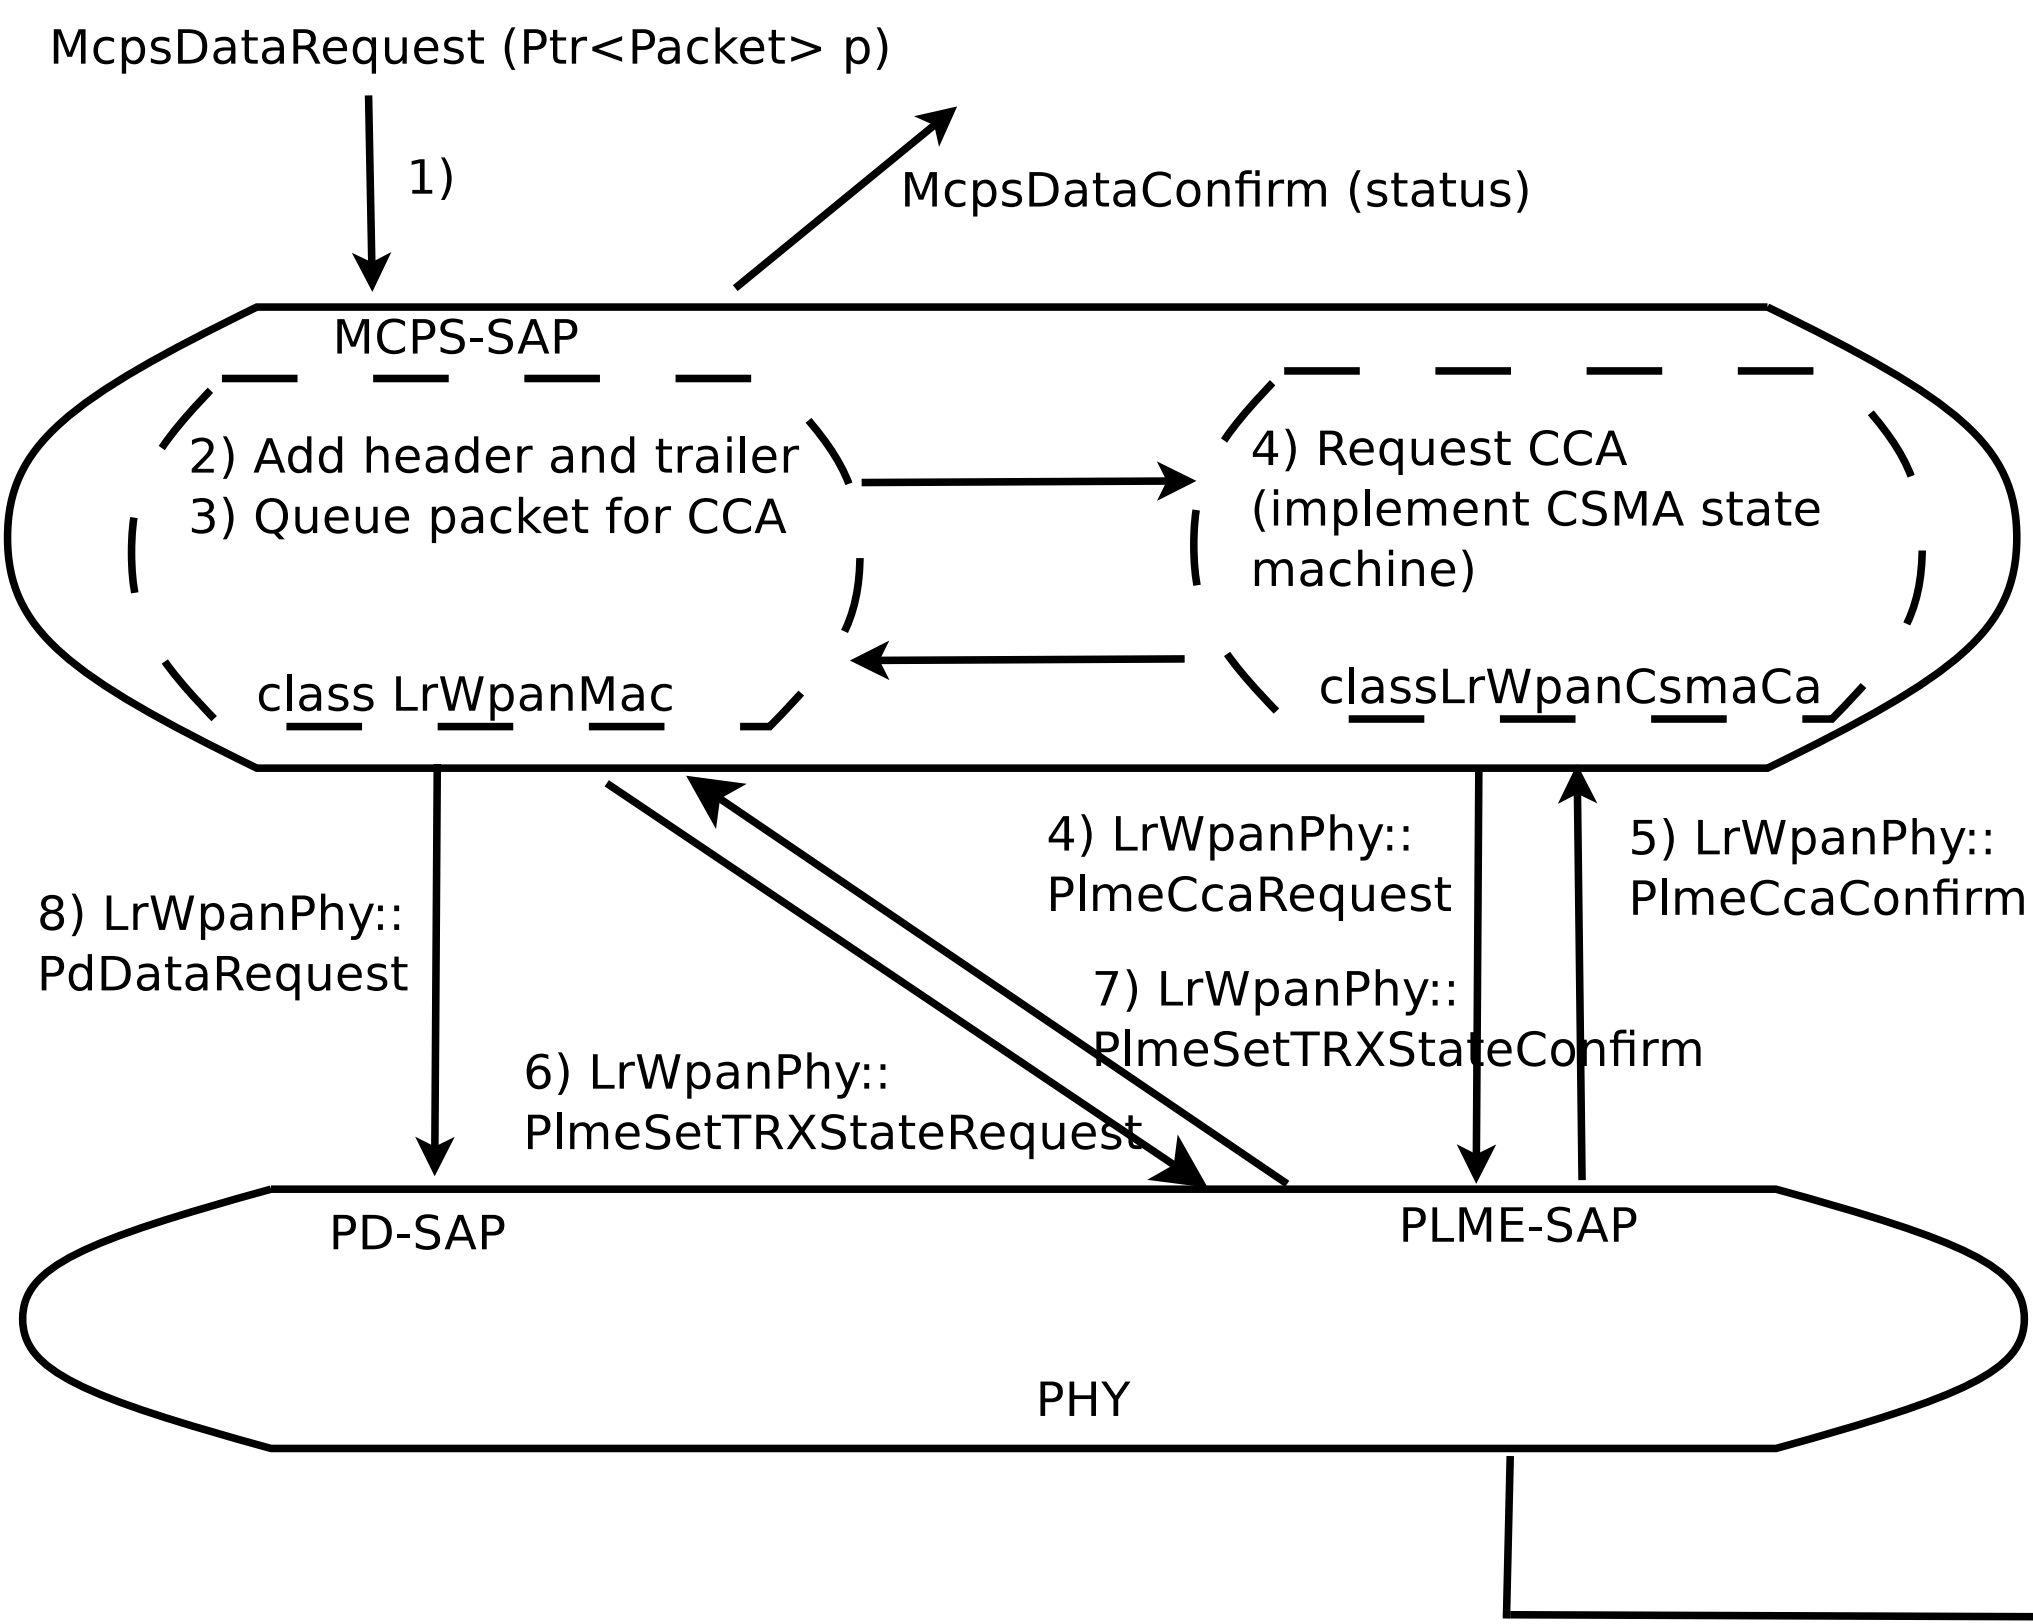 McpsDataRequest (Ptr<Packet> p)
1)
McpsDataConfirm (status)
MCPS-SAP
2) Add header and trailer
3) Queue packet for CCA
class LrWpanMac
4) Request CCA
(implement CSMA state
machine)
classLrWpanCsmaCa
8) LrWpanPhy::
PdDataRequest
6) LrWpanPhy::
PlmeSetTRXStateRequest
4) LrWpanPhy::
PlmeCcaRequest
7) LrWpanPhy::
PlmeSetTRXStateConfirm
5) LrWpanPhy::
PlmeCcaConfirm
PD-SAP
PLME-SAP
PHY